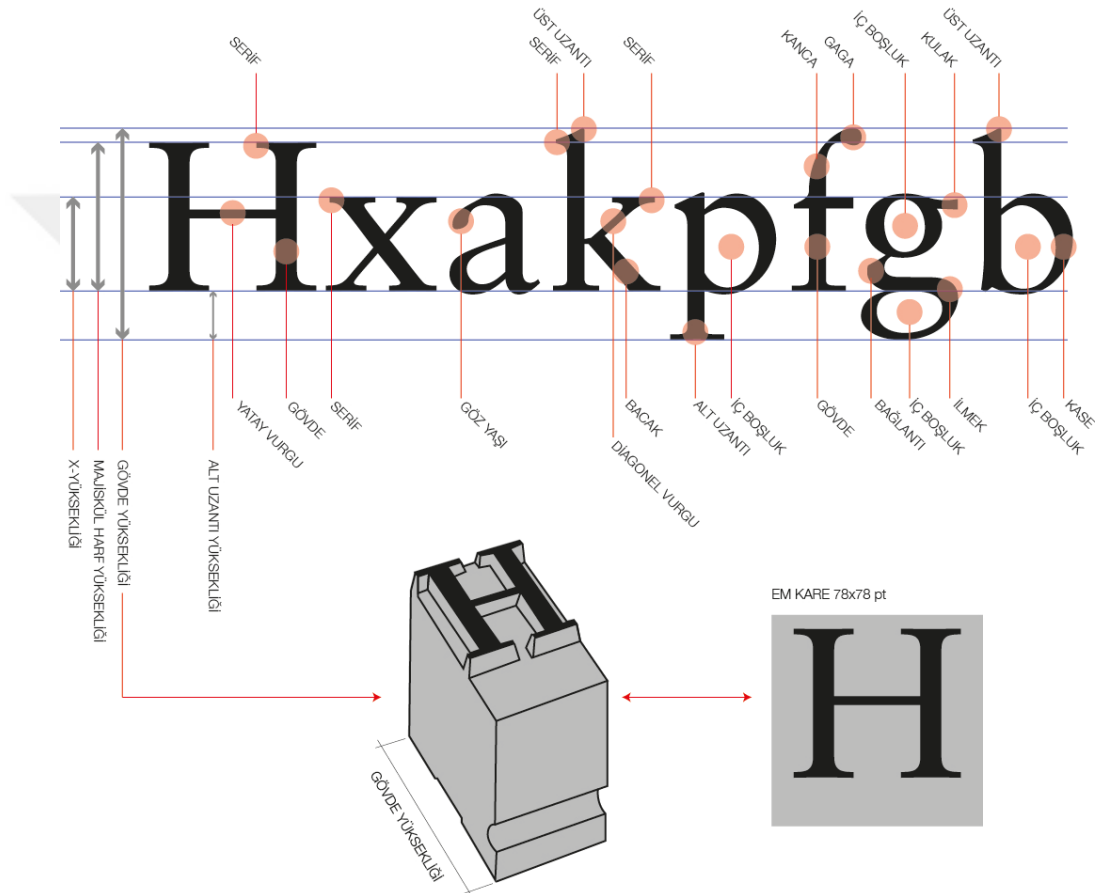 SERİF
SERİF
ÜST UZANTI
SERİF
KANCA
GAGA
İÇ BOŞLUK
KULAK
ÜST UZANTI
Hxakpfgb
YATAY VURGU
GÖVDE
SERİF
GÖZ YAŞI
DİAGONEL VURGU
BACAK
ALT UZANTI
İÇ BOŞLUK
GÖVDE
BAĞLANTI
İÇ BOŞLUK
İLMEK
İÇ BOŞLUK
KASE
X-YÜKSEKLİĞİ
MAJİSKÜL HARF YÜKSEKLİĞİ
GÖVDE YÜKSEKLİĞİ
ALT UZANTI YÜKSEKLİĞİ
H
GÖVDE YÜKSEKLİĞİ
EM KARE 78x78 pt
H